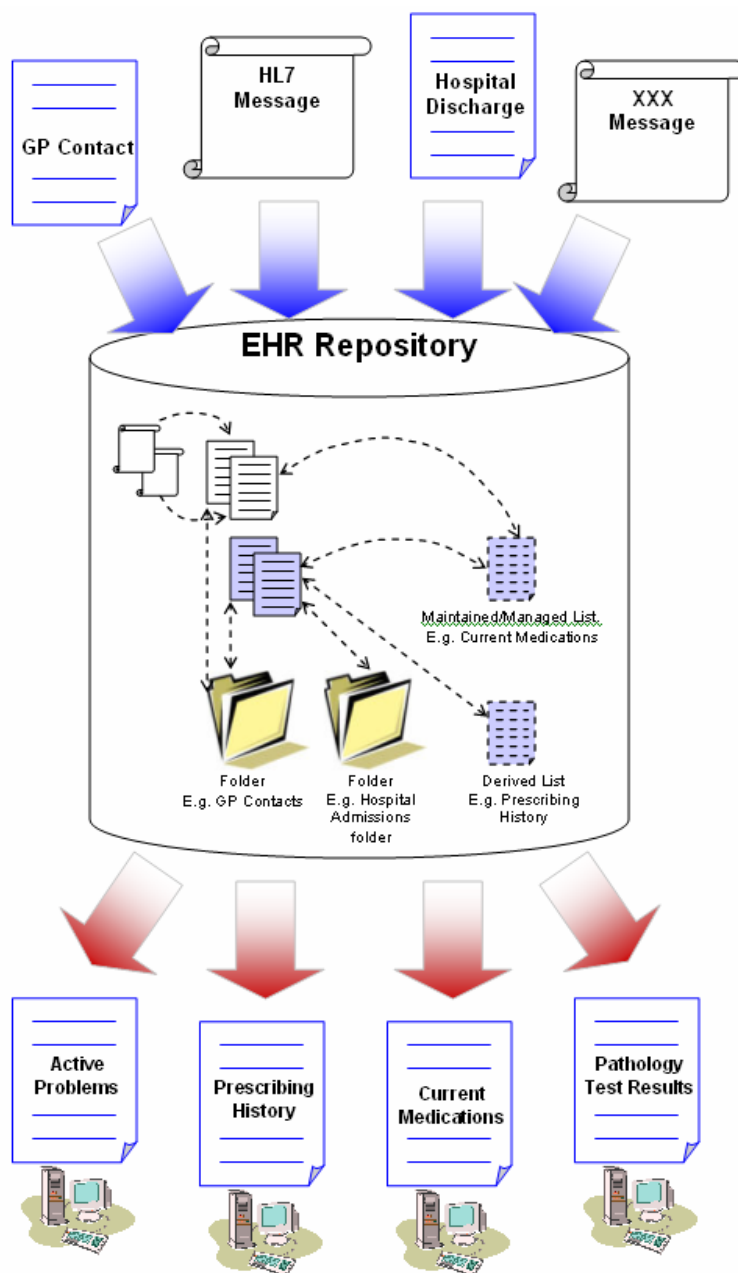 GP Contact
HL7
Message
Hospital
Discharge
XXX
Message
EHR Repository
Maintained/Managed List.
E.g. Current Medications
Folder
E.g. GP Contacts
Folder
E.g. Hospital
Admissions
folder
Derived List
E.g. Prescribing
History
Active
Problems
Prescribing
History
Current
Medications
Pathology
Test Results